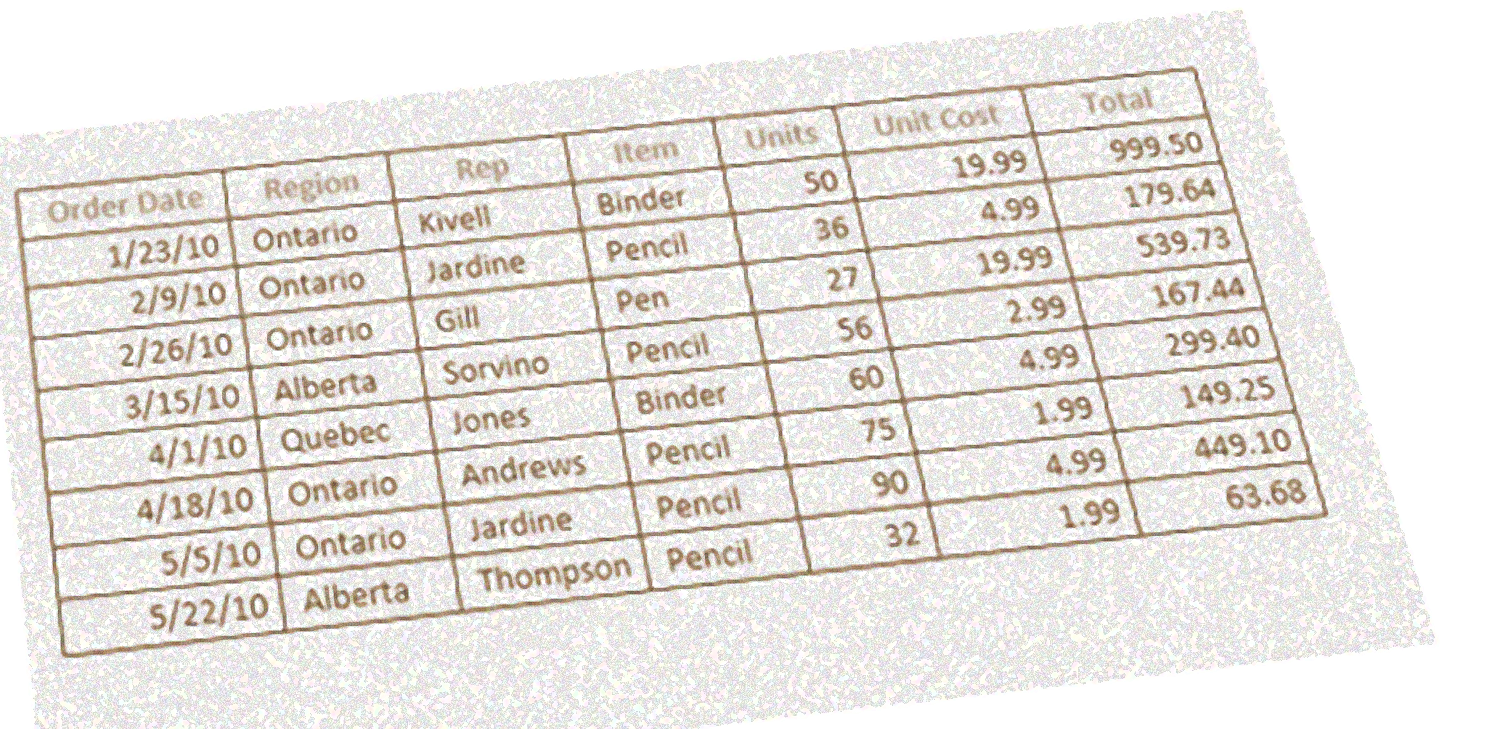 Order Date Region Rep Item Units Unit Cost Total
1/23/10 Ontario Kivell Binder 50 19.99 999.50
2/9/10 Ontario Jardine Pencil 36 4.99 179.64
2/26/10 Ontario Gill Pen 27 19.99 539.73
3/15/10 Alberta Sorvino Pencil 56 2.99 167.44
4/1/10 Quebec Jones Binder 60 4.99 299.40
4/18/10 Ontario Andrews Pencil 75 1.99 149.25
5/5/10 Ontario Jardine Pencil 90 4.99 449.10
5/22/10 Alberta Thompson Pencil 32 1.99 63.68